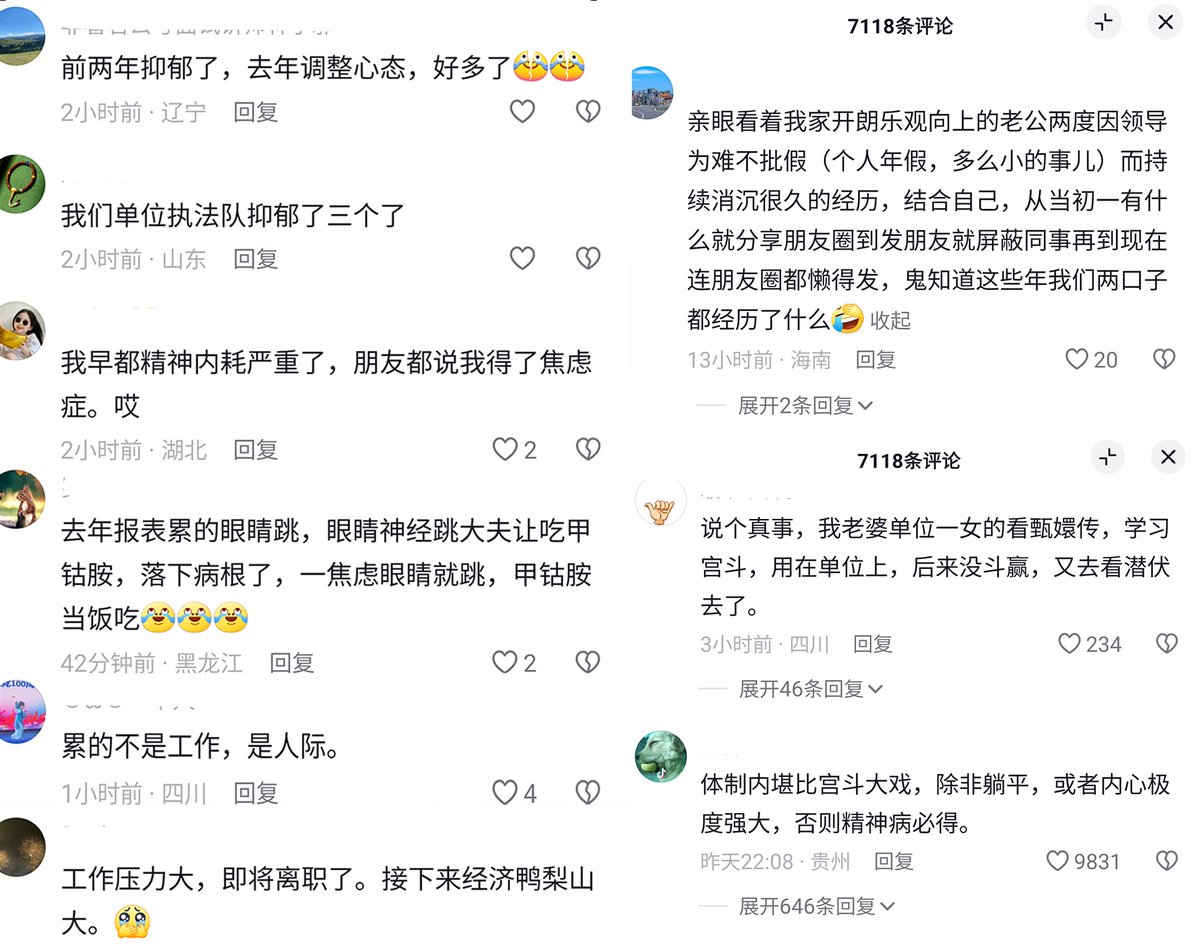 前两年抑郁了，去年调整心态，好多了
2小时前·辽宁 回复
我们单位执法队抑郁了三个了
2小时前·山东 回复
我早都精神内耗严重了，朋友都说我得了焦虑
症。哎
2小时前·湖北 回复 2
去年报表累的眼睛跳，眼睛神经跳大夫让吃甲
钴胺，落下病根了，一焦虑眼睛就跳，甲钴胺
当饭吃
42分钟前·黑龙江 回复 2
累的不是工作，是人际。
1小时前·四川 回复 4
工作压力大，即将离职了。接下来经济鸭梨山
大。
7118条评论
亲眼看着我家开朗乐观向上的老公两度因领导
为难不批假（个人年假，多么小的事儿）而持
续消沉很久的经历，结合自己，从当初一有什
么就分享朋友圈到发朋友就屏蔽同事再到现在
连朋友圈都懒得发，鬼知道这些年我们两口子
都经历了什么 收起
13小时前·海南 回复 20
展开2条回复
7118条评论
说个真事，我老婆单位一女的看甄嬛传，学习
宫斗，用在单位上，后来没斗赢，又去看潜伏
去了。
3小时前·四川 回复 234
展开46条回复
体制内堪比宫斗大戏，除非躺平，或者内心极
度强大，否则精神病必得。
昨天22:08·贵州 回复 9831
展开646条回复